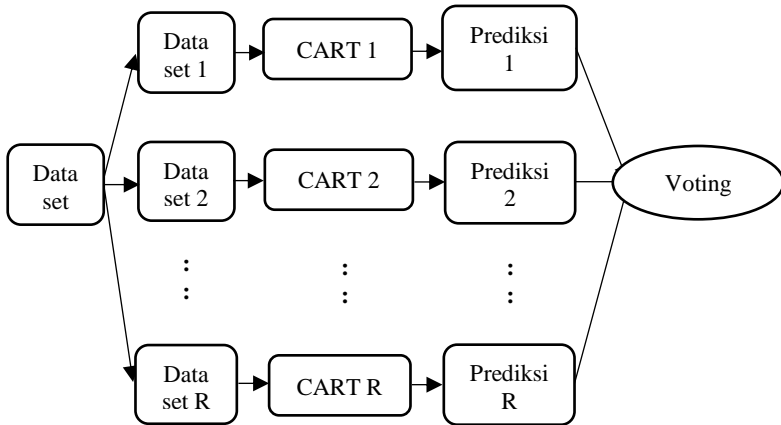 Data
set 1
CART 1
Prediksi
1
Data
set
Data
set 2
CART 2
Prediksi
2
Voting
Data
set R
CART R
Prediksi
R